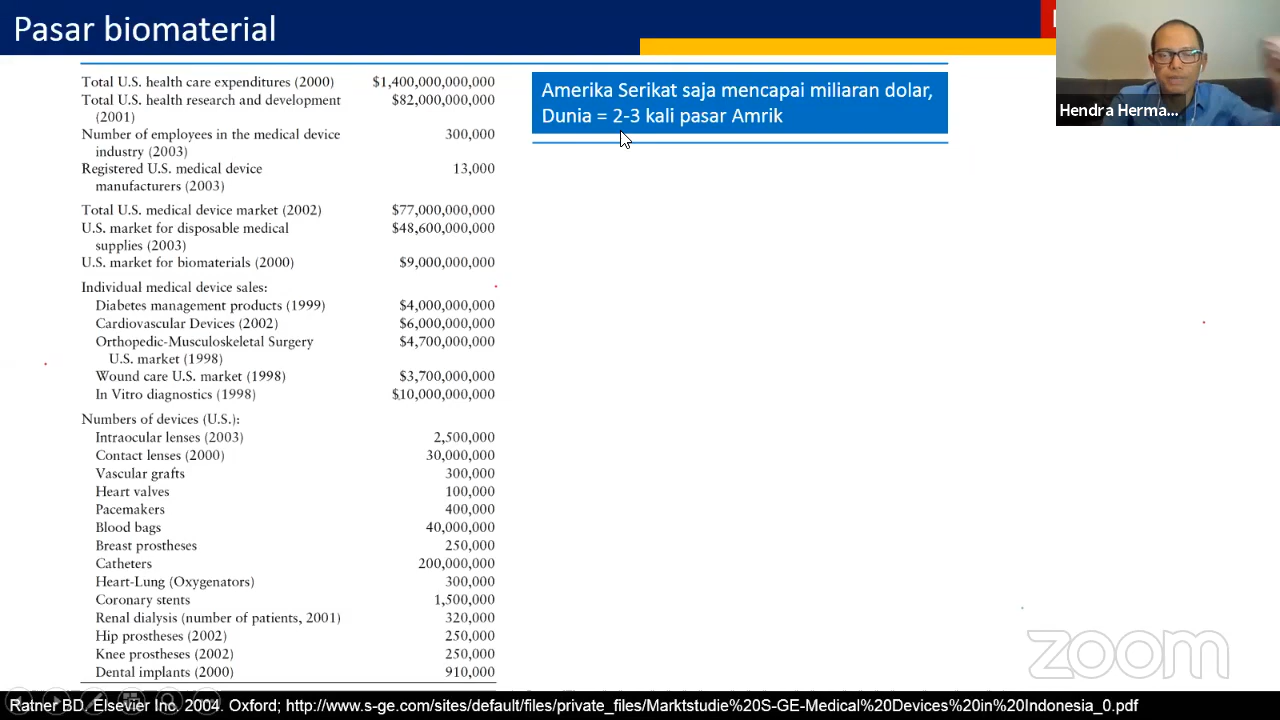 Pasar biomaterial
Total U.S. health care expenditures (2000) $1,400,000,000,000
Total U.S. health research and development $82,000,000,000
(2001)
Number of employees in the medical device 300,000
industry (2003)
Registered U.S. medical device 13,000
manufacturers (2003)
Total U.S. medical device market (2002) $77,000,000,000
U.S. market for disposable medical $48,600,000,000
supplies (2003)
U.S. market for biomaterials (2000) $9,000,000,000
Individual medical device sales:
Diabetes management products (1999) $4,000,000,000
Cardiovascular Devices (2002) $6,000,000,000
Orthopedic-Musculoskeletal Surgery $4,700,000,000
U.S. market (1998)
Wound care U.S. market (1998) $3,700,000,000
In Vitro diagnostics (1998) $10,000,000,000
Numbers of devices (U.S.):
Intraocular lenses (2003) 2,500,000
Contact lenses (2000) 30,000,000
Vascular grafts 300,000
Heart valves 100,000
Pacemakers 400,000
Blood bags 40,000,000
Breast prostheses 250,000
Catheters 200,000,000
Heart-Lung (Oxygenators) 300,000
Coronary stents 1,500,000
Renal dialysis (number of patients, 2001) 320,000
Hip prostheses (2002) 250,000
Knee prostheses (2002) 250,000
Dental implants (2000) 910,000
Amerika Serikat saja mencapai miliaran dolar,
Dunia = 2-3 kali pasar Amrik
Hendra Herma...
zoom
Ratner BD. Elsevier Inc. 2004. Oxford; http://www.s-ge.com/sites/default/files/private_files/Marktstudie%20S-GE-Medical%20Devices%20in%20Indonesia_0.pdf